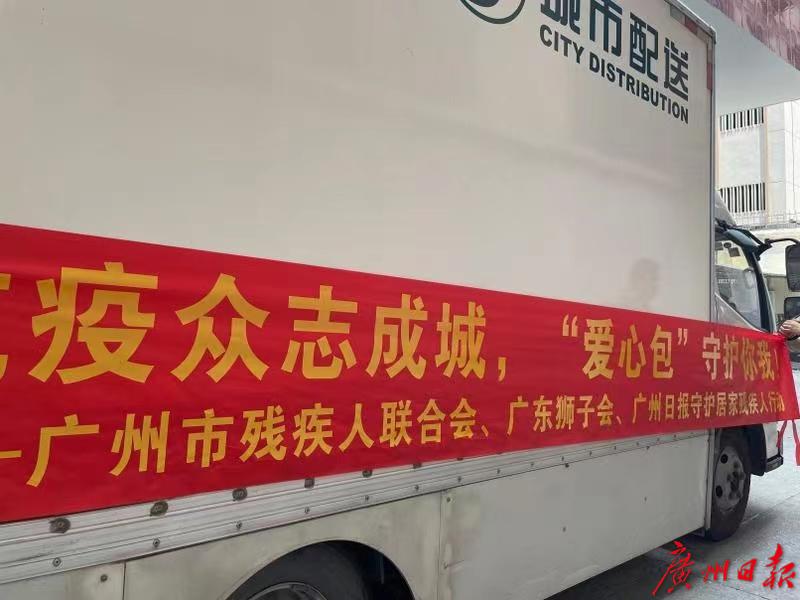 城市配送
CITY DISTRIBUTION
抗疫众志成城，“爱心包”守护你我！
—广州市残疾人联合会、广东狮子会、广州日报守护居家残疾人行动
廣州日报